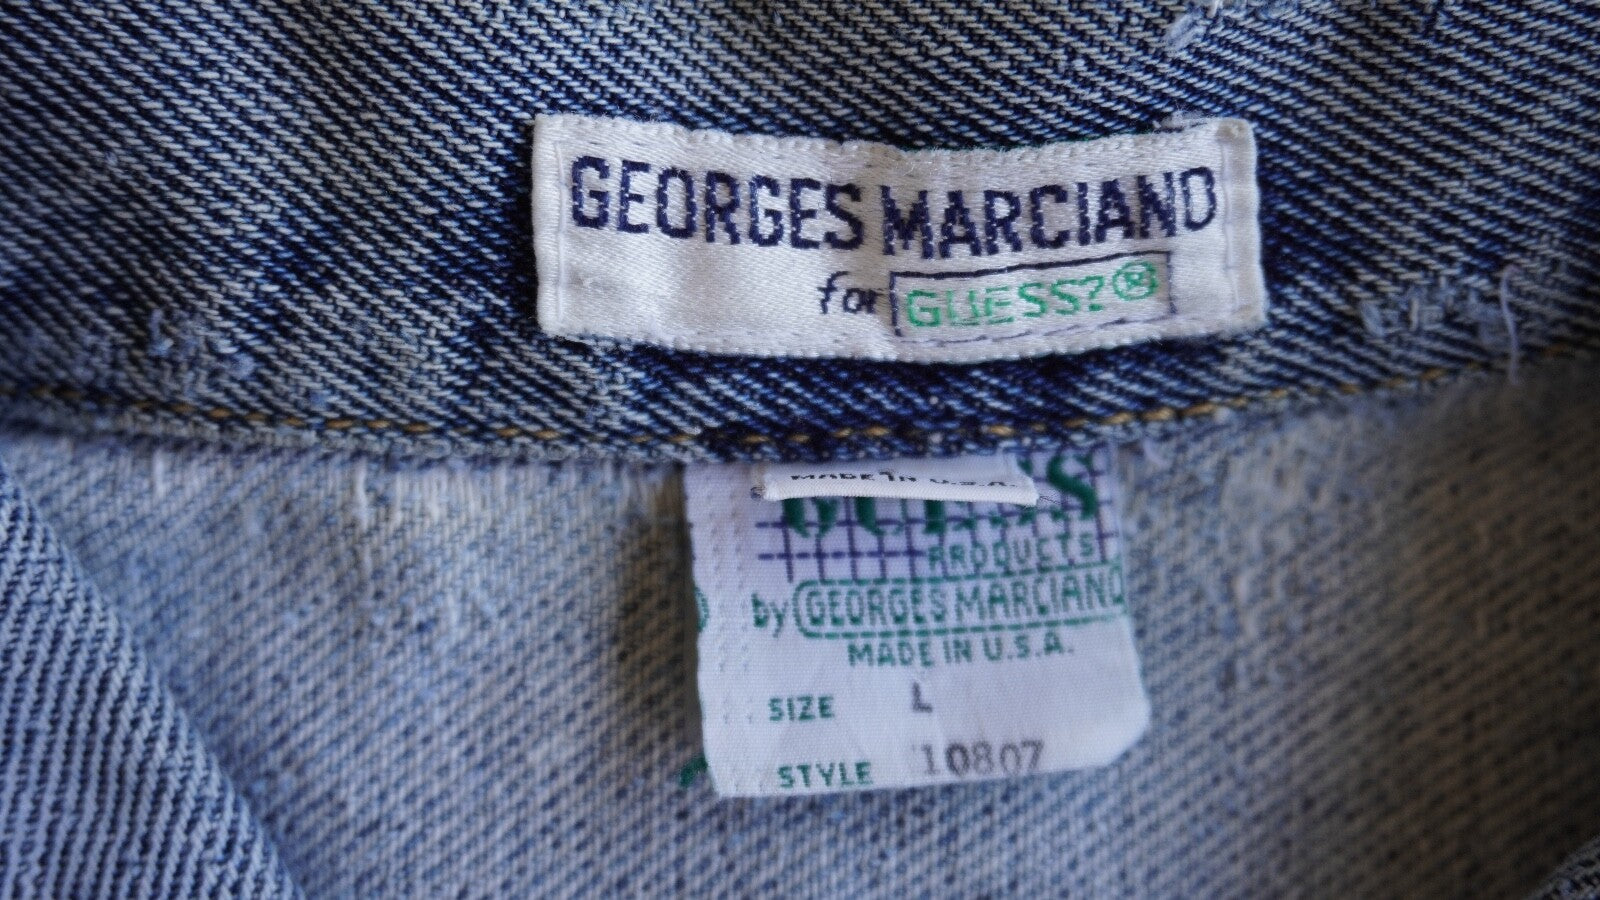 GEORGES MARCIANO
for GUESS?®
MADE IN U.S.A.
PRODUCTS
by GEORGES MARCIANO
MADE IN U.S.A.
SIZE L
STYLE 10807